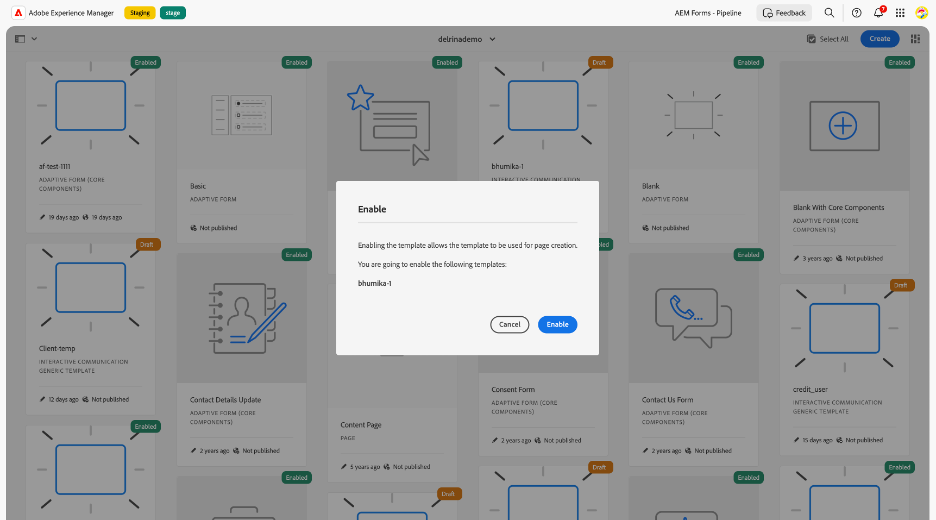 Adobe Experience Manager
Staging
stage
AEM Forms - Pipeline
Feedback
7
delrinademo
Select All
Create
Enabled
af-test-1111
ADAPTIVE FORM (CORE
COMPONENTS)
19 days ago 19 days ago
Enabled
Basic
ADAPTIVE FORM
Not published
Enabled
Draft
bhumika-1
INTERACTIVE COMMUNICATION
Enabled
Blank
ADAPTIVE FORM
Not published
Enabled
Blank With Core Components
ADAPTIVE FORM (CORE
COMPONENTS)
3 years ago Not published
Enable
Enabling the template allows the template to be used for page creation.
You are going to enable the following templates:
bhumika-1
Cancel
Enable
Draft
Client-temp
INTERACTIVE COMMUNICATION
GENERIC TEMPLATE
12 days ago Not published
Enabled
Contact Details Update
ADAPTIVE FORM (CORE
COMPONENTS)
2 years ago Not published
Content Page
PAGE
5 years ago Not published
Consent Form
ADAPTIVE FORM (CORE
COMPONENTS)
2 years ago Not published
Enabled
Contact Us Form
ADAPTIVE FORM (CORE
COMPONENTS)
2 years ago Not published
Draft
credit_user
INTERACTIVE COMMUNICATION
GENERIC TEMPLATE
15 days ago Not published
Enabled
Enabled
Draft
Draft
Enabled
Enabled